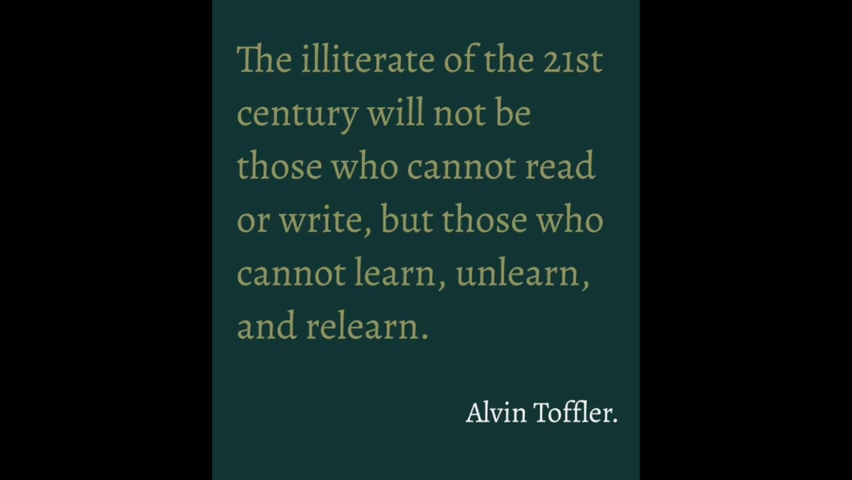 The illiterate of the 21st
century will not be
those who cannot read
or write, but those who
cannot learn, unlearn,
and relearn.
Alvin Toffler.